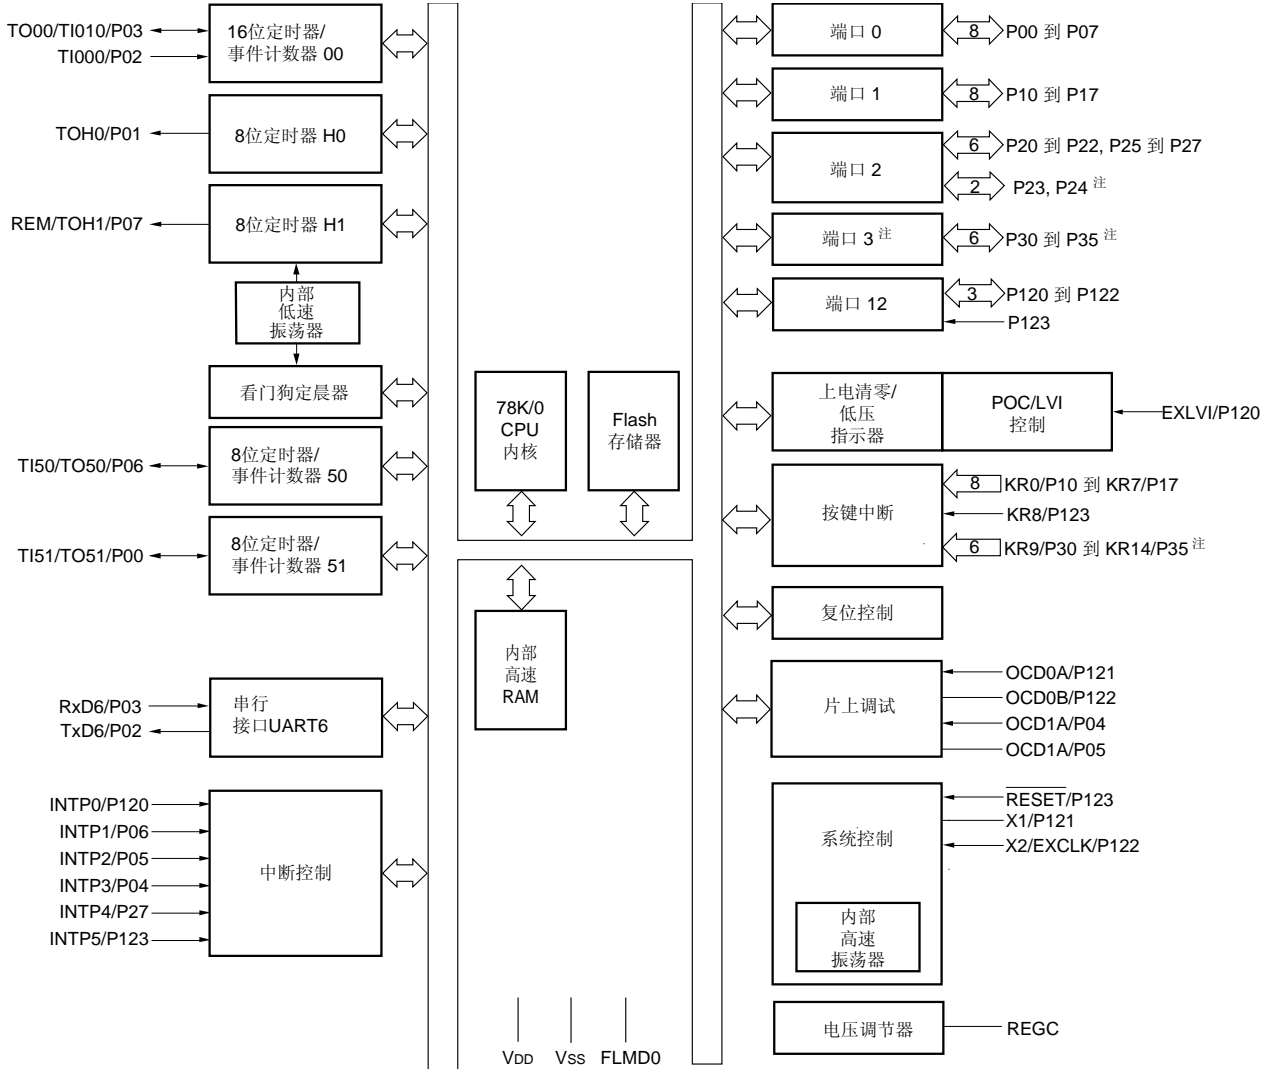 TO00/TI010/P03
TI000/P02
16位定时器/
事件计数器 00
TOH0/P01
8位定时器 H0
REM/TOH1/P07
8位定时器 H1
内部
低速
振荡器
看门狗定晨器
TI50/TO50/P06
8位定时器/
事件计数器 50
TI51/TO51/P00
8位定时器/
事件计数器 51
RxD6/P03
TxD6/P02
串行
接口UART6
INTP0/P120
INTP1/P06
INTP2/P05
INTP3/P04
INTP4/P27
INTP5/P123
中断控制
78K/0
CPU
内核
Flash
存储器
内部
高速
RAM
VDD
VSS
FLMD0
端口 0
8
P00 到 P07
端口 1
8
P10 到 P17
端口 2
6
P20 到 P22, P25 到 P27
2
P23, P24 注
端口 3 注
6
P30 到 P35 注
端口 12
3
P120 到 P122
P123
上电清零/
低压
指示器
POC/LVI
控制
EXLVI/P120
按键中断
8
KR0/P10 到 KR7/P17
KR8/P123
6
KR9/P30 到 KR14/P35 注
复位控制
片上调试
OCD0A/P121
OCD0B/P122
OCD1A/P04
OCD1A/P05
系统控制
RESET/P123
X1/P121
X2/EXCLK/P122
内部
高速
振荡器
电压调节器
REGC